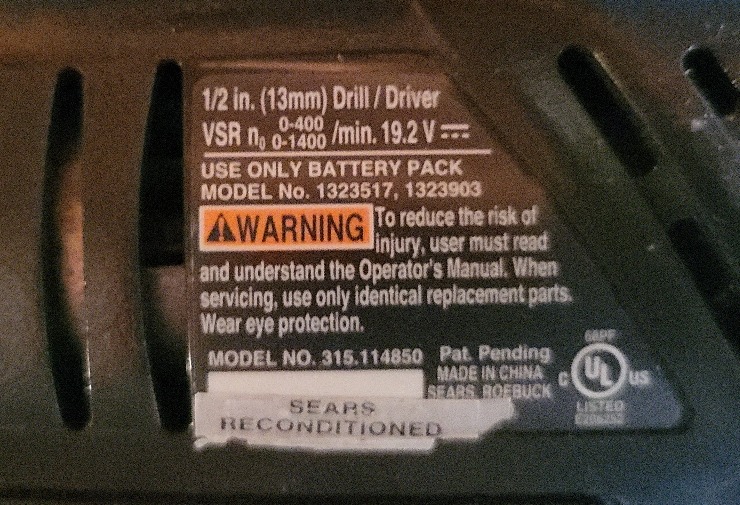 1/2 in. (13mm) Drill / Driver
VSR n₀ 0-400 0-1400 /min. 19.2 V ⎓
USE ONLY BATTERY PACK
MODEL No. 1323517, 1323903
⚠WARNING To reduce the risk of
injury, user must read
and understand the Operator's Manual. When
servicing, use only identical replacement parts.
Wear eye protection.
MODEL NO. 315.114850
Pat. Pending
MADE IN CHINA
SEARS, ROEBUCK
SEARS
RECONDITIONED
68PF
C UL US
LISTED